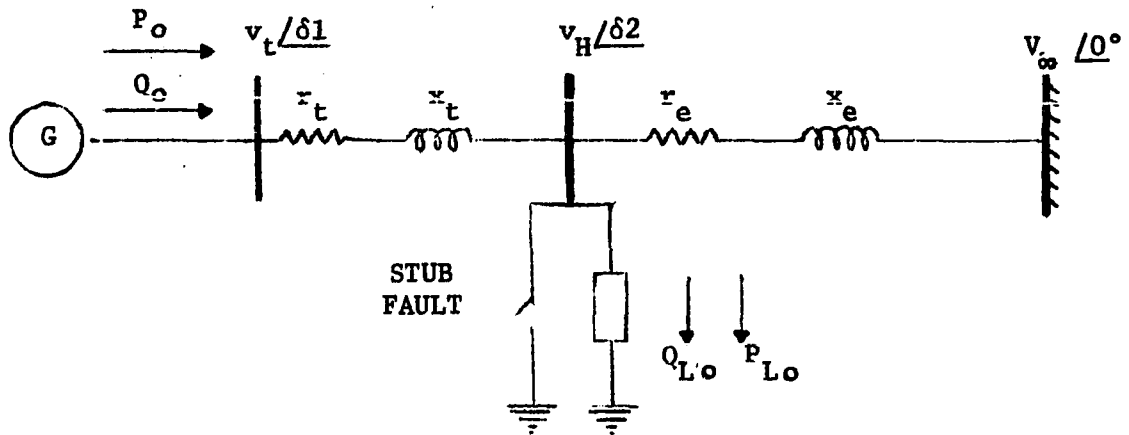 P_o
v_t /δ1
v_H /δ2
V_∞ /0°
Q_o
r_t
x_t
r_e
x_e
G
STUB
FAULT
Q_Lo
P_Lo